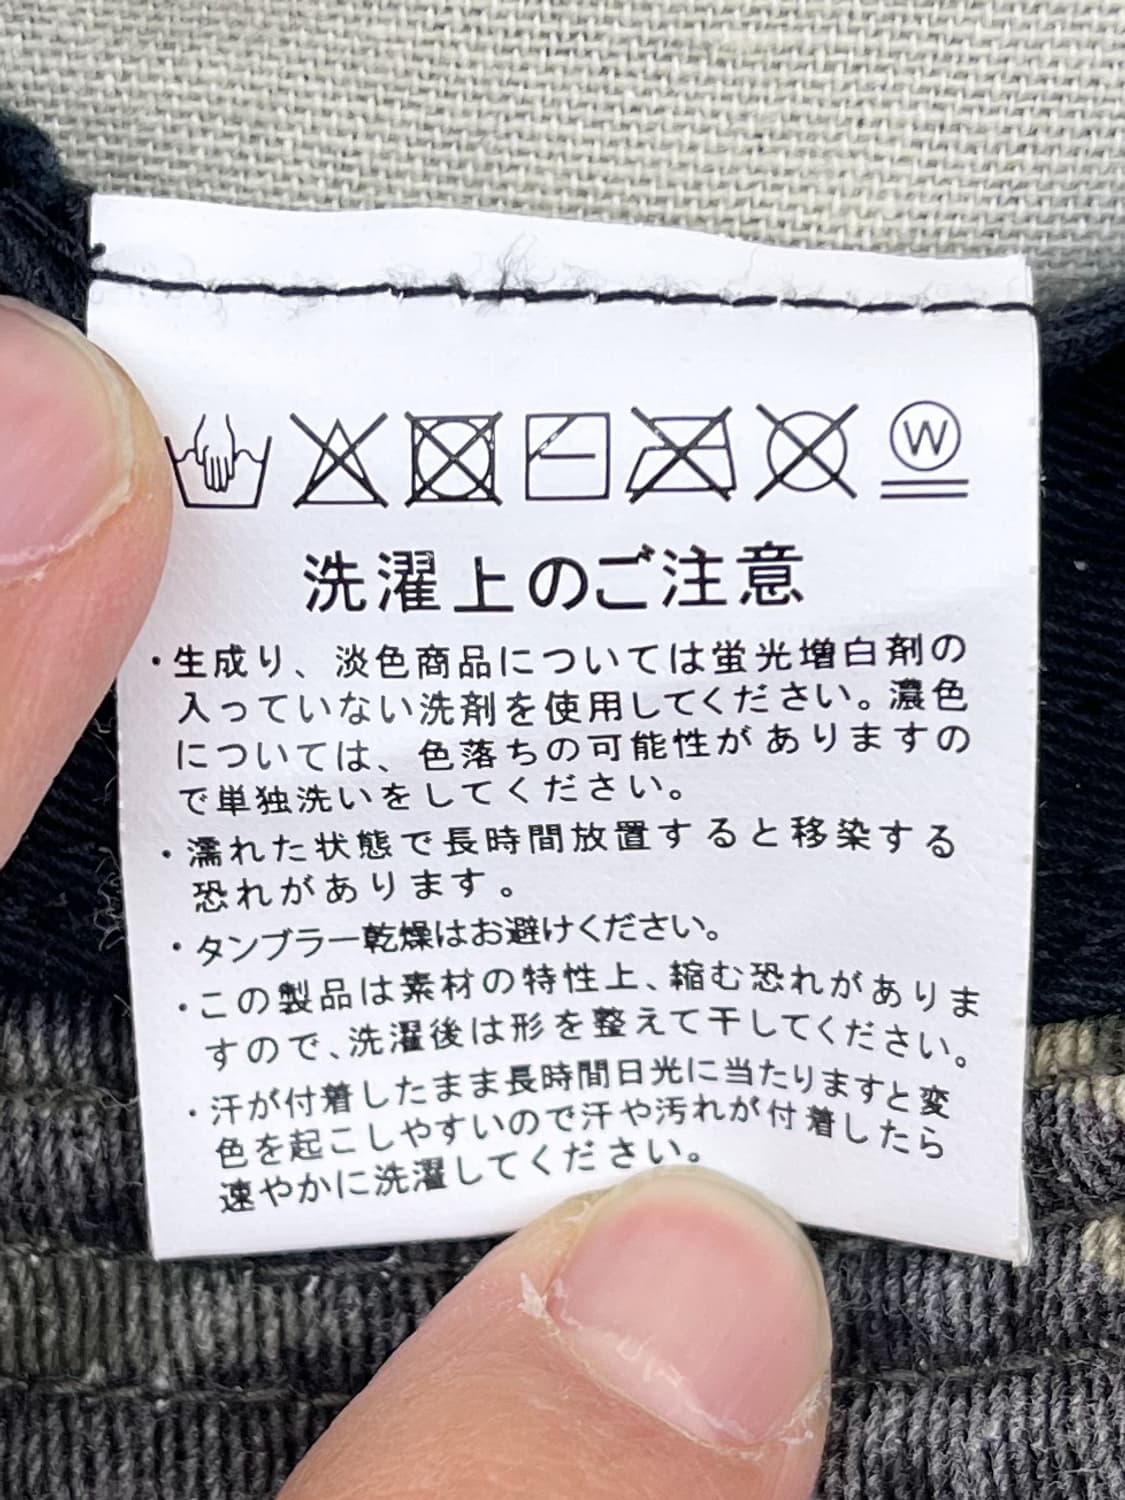 W
洗濯上のご注意
・生成り、淡色商品については蛍光増白剤の
入っていない洗剤を使用してください。濃色
については、色落ちの可能性がありますの
で単独洗いをしてください。
・濡れた状態で長時間放置すると移染する
恐れがあります。
・タンブラー乾燥はお避けください。
・この製品は素材の特性上、縮む恐れがありま
すので、洗濯後は形を整えて干してください。
・汗が付着したまま長時間日光に当たりますと変
色を起こしやすいので汗や汚れが付着したら
速やかに洗濯してください。